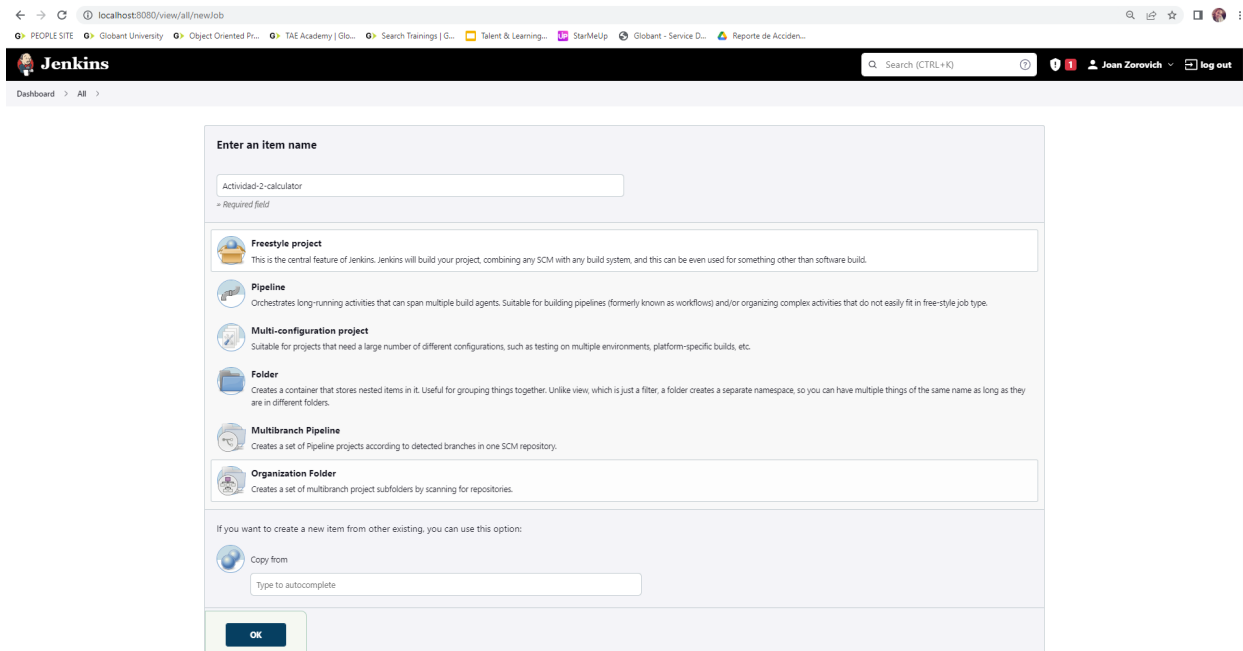 localhost:8080/view/all/newJob
G> PEOPLE SITE G> Globant University G> Object Oriented Pr... G> TAE Academy | Glo... G> Search Trainings | G... Talent & Learning... UP StarMeUp Globant - Service D... Reporte de Acciden...
Jenkins Search (CTRL+K) ? 1 Joan Zorovich log out
Dashboard > All >
Enter an item name
Actividad-2-calculator
» Required field
Freestyle project
This is the central feature of Jenkins. Jenkins will build your project, combining any SCM with any build system, and this can be even used for something other than software build.
Pipeline
Orchestrates long-running activities that can span multiple build agents. Suitable for building pipelines (formerly known as workflows) and/or organizing complex activities that do not easily fit in free-style job type.
Multi-configuration project
Suitable for projects that need a large number of different configurations, such as testing on multiple environments, platform-specific builds, etc.
Folder
Creates a container that stores nested items in it. Useful for grouping things together. Unlike view, which is just a filter, a folder creates a separate namespace, so you can have multiple things of the same name as long as they
are in different folders.
Multibranch Pipeline
Creates a set of Pipeline projects according to detected branches in one SCM repository.
Organization Folder
Creates a set of multibranch project subfolders by scanning for repositories.
If you want to create a new item from other existing, you can use this option:
Copy from
Type to autocomplete
OK